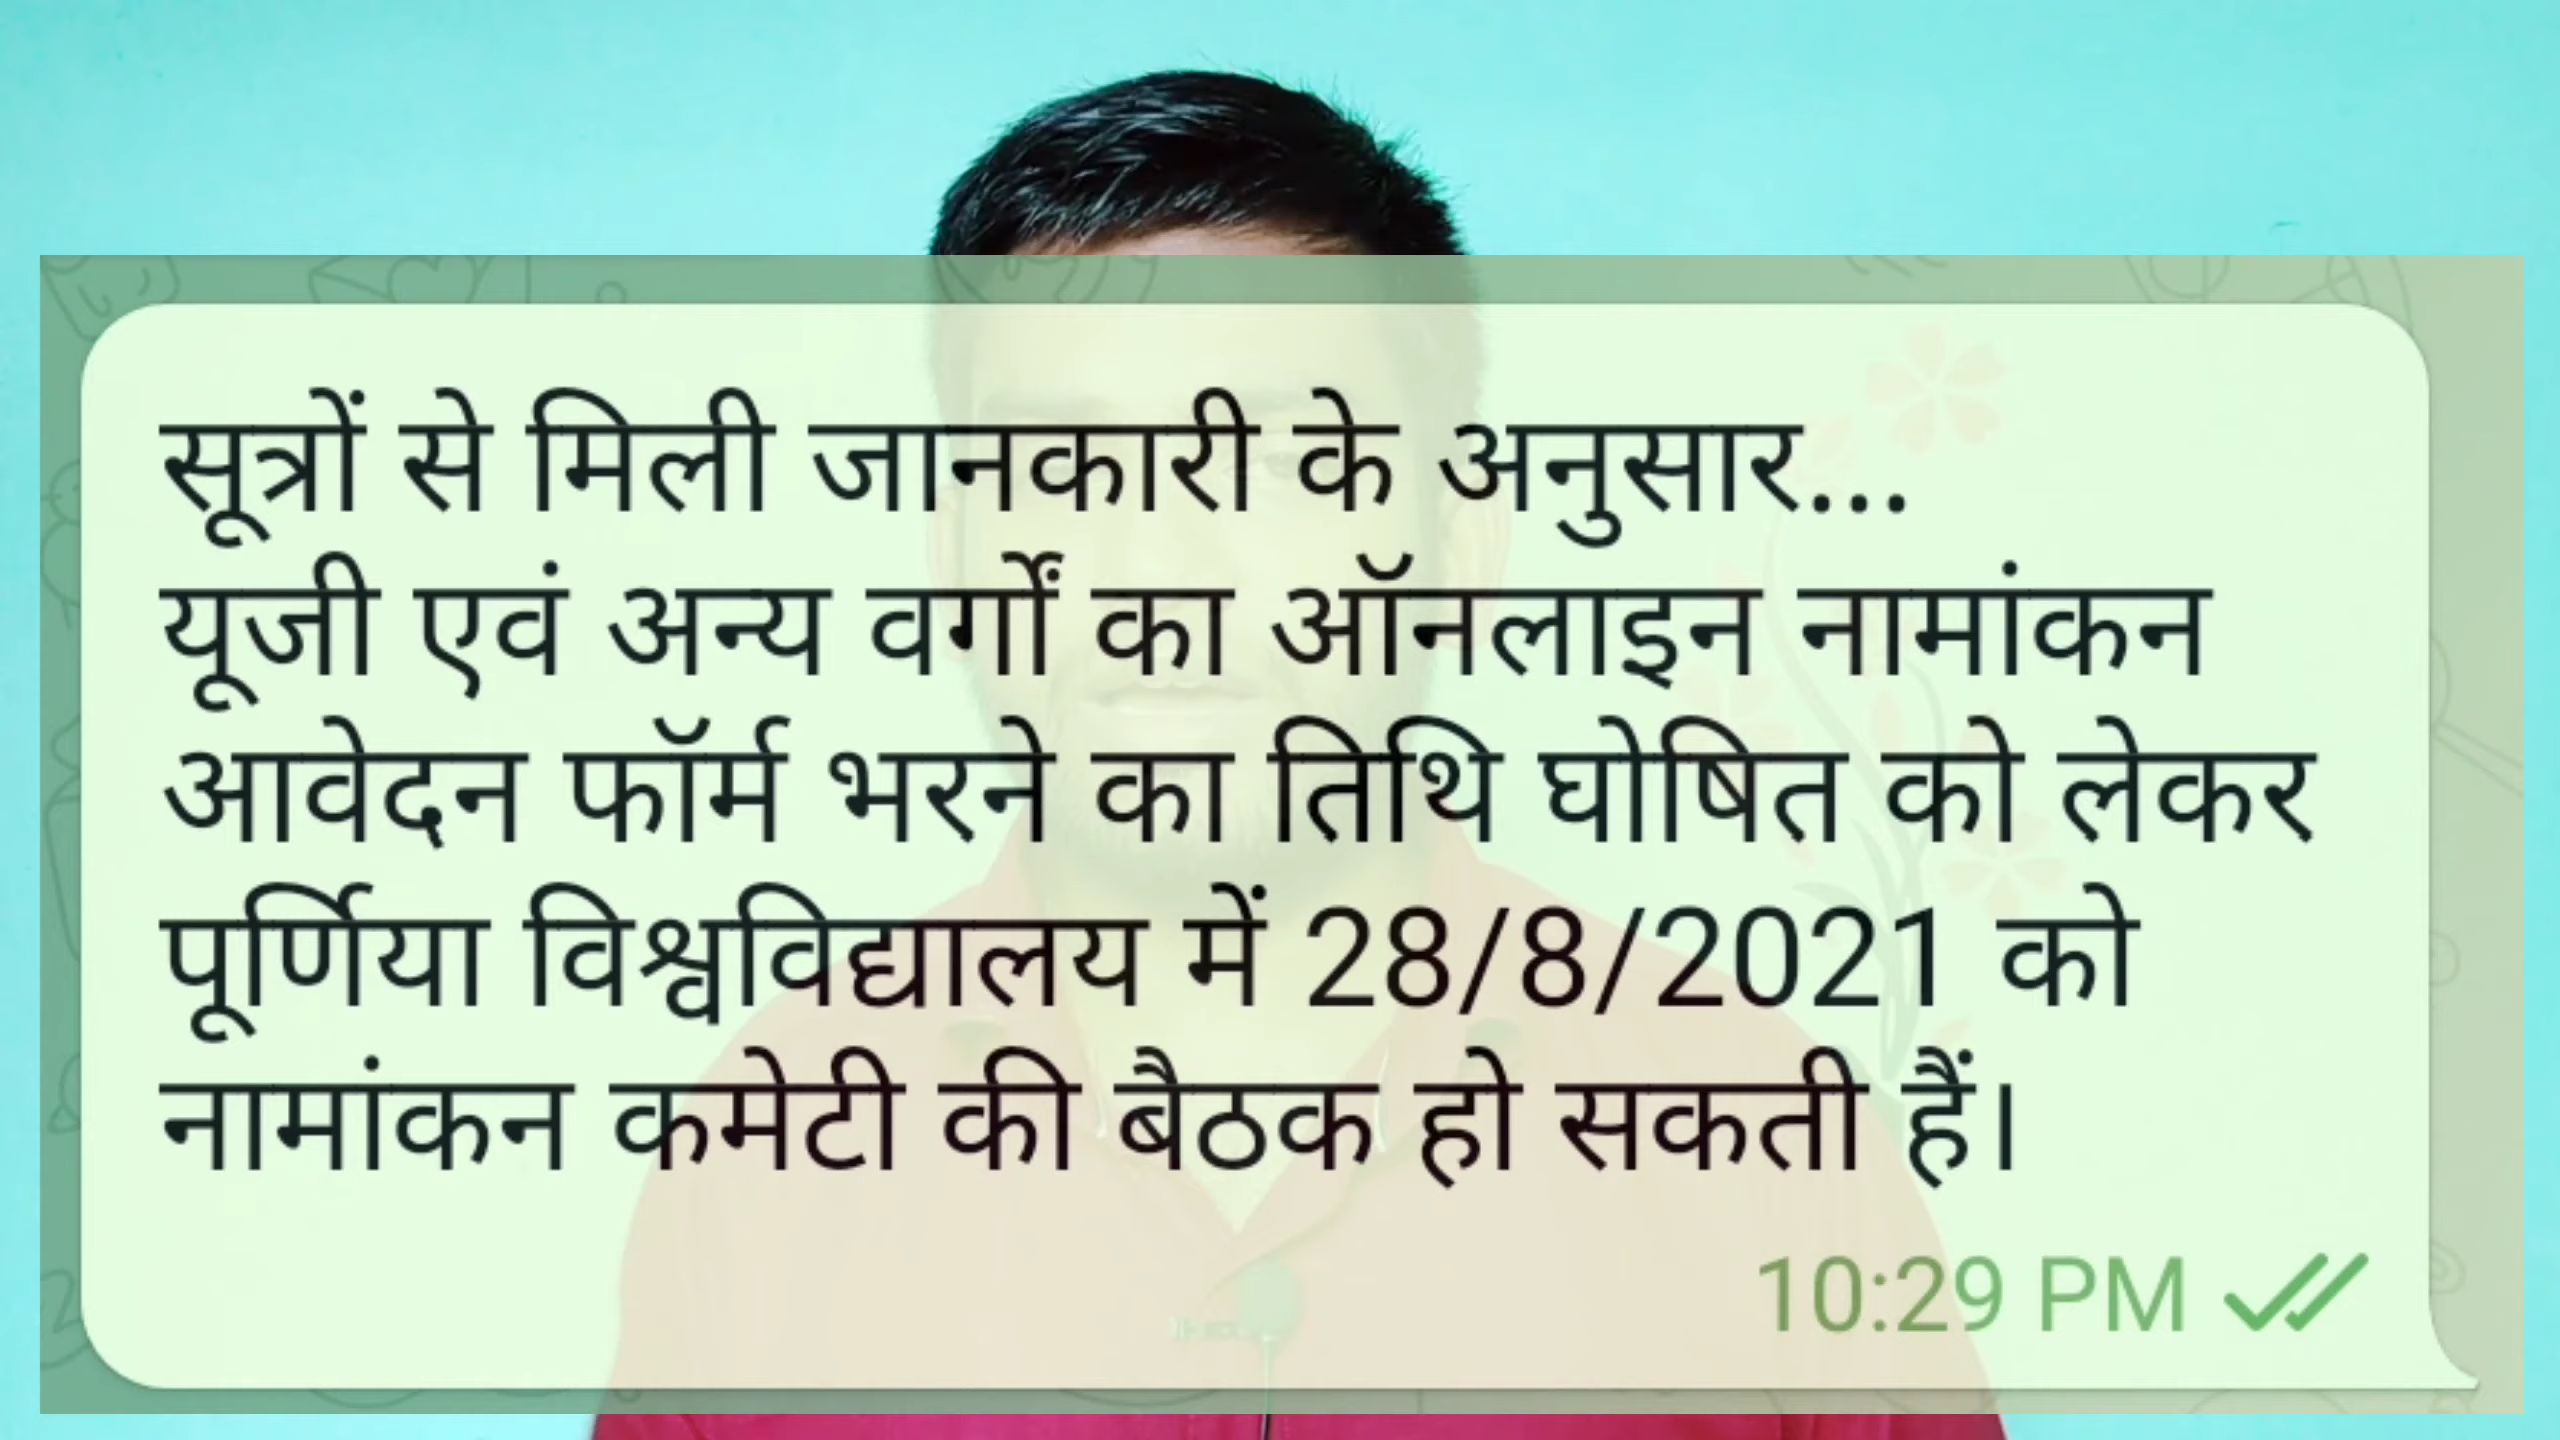 सूत्रों से मिली जानकारी के अनुसार...
यूजी एवं अन्य वर्गों का ऑनलाइन नामांकन
आवेदन फॉर्म भरने का तिथि घोषित को लेकर
पूर्णिया विश्वविद्यालय में 28/8/2021 को
नामांकन कमेटी की बैठक हो सकती हैं।
10:29 PM